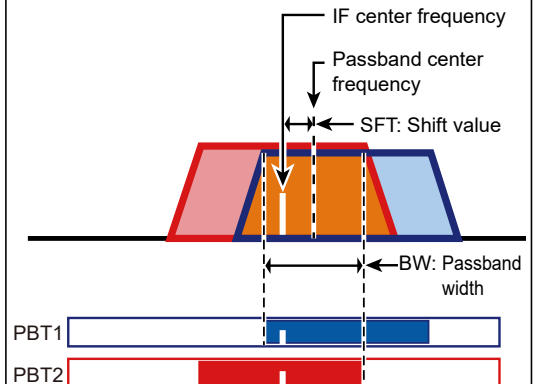 IF center frequency
Passband center
frequency
SFT: Shift value
BW: Passband
width
PBT1
PBT2